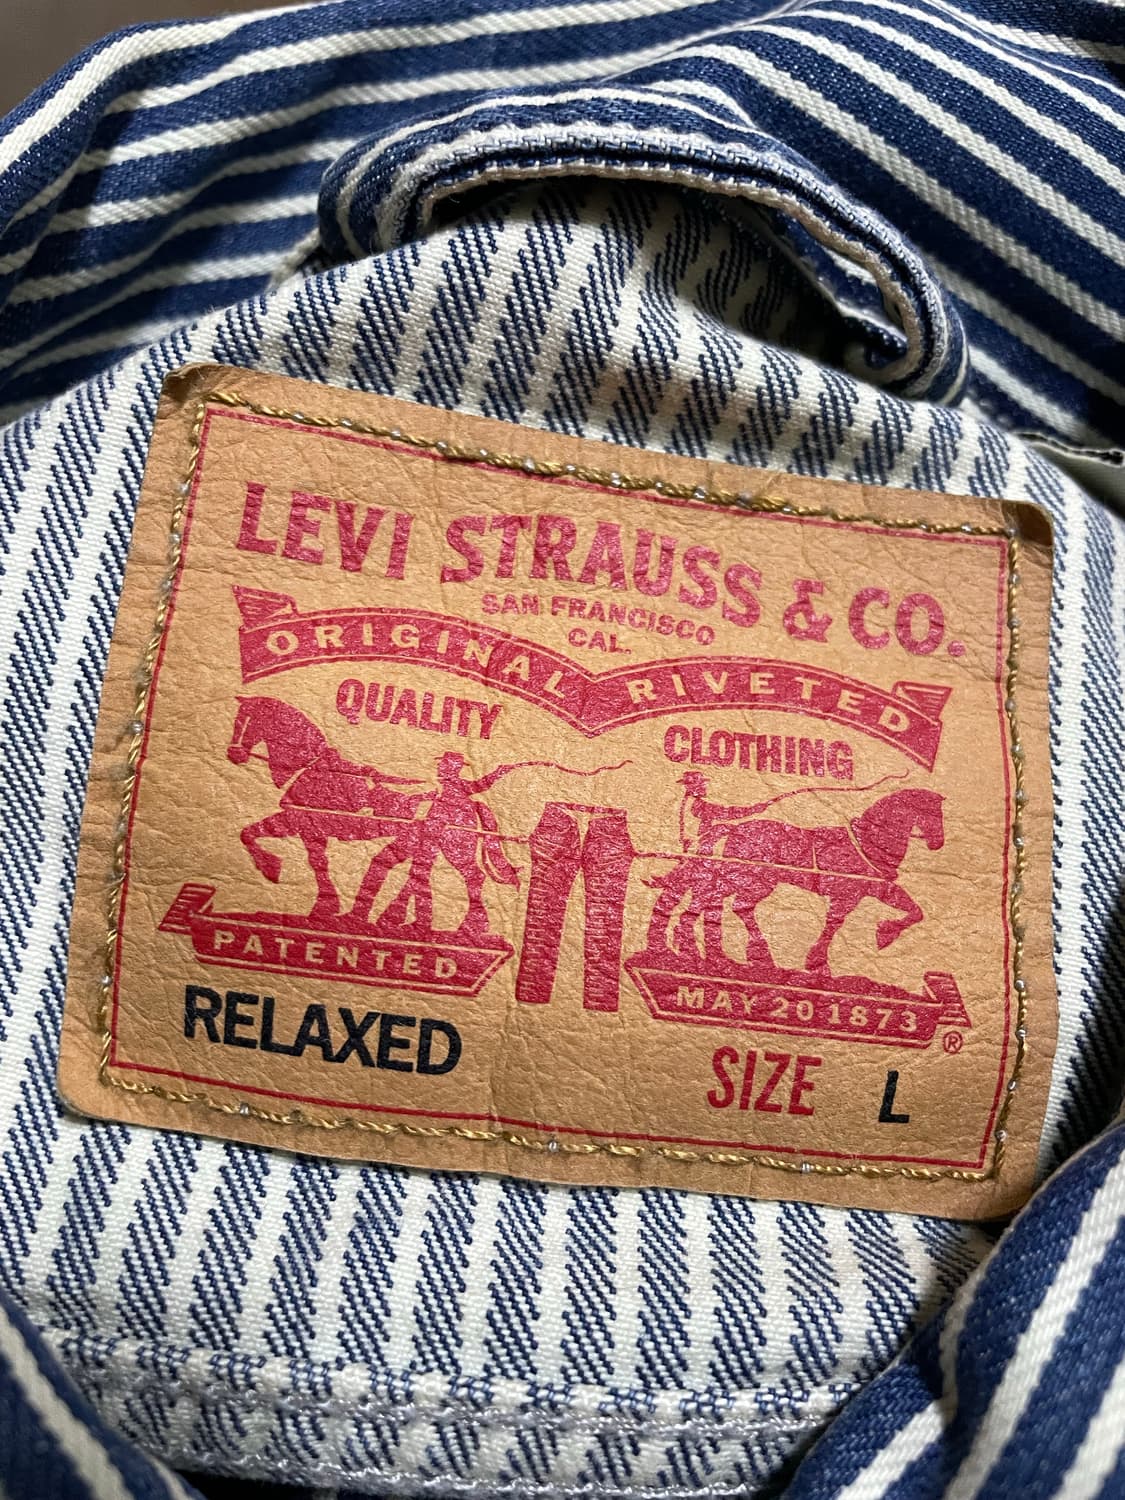 LEVI STRAUSS & CO.
SAN FRANCISCO
CAL.
ORIGINAL RIVETED
QUALITY CLOTHING
PATENTED MAY 20 1873 ®
RELAXED SIZE L